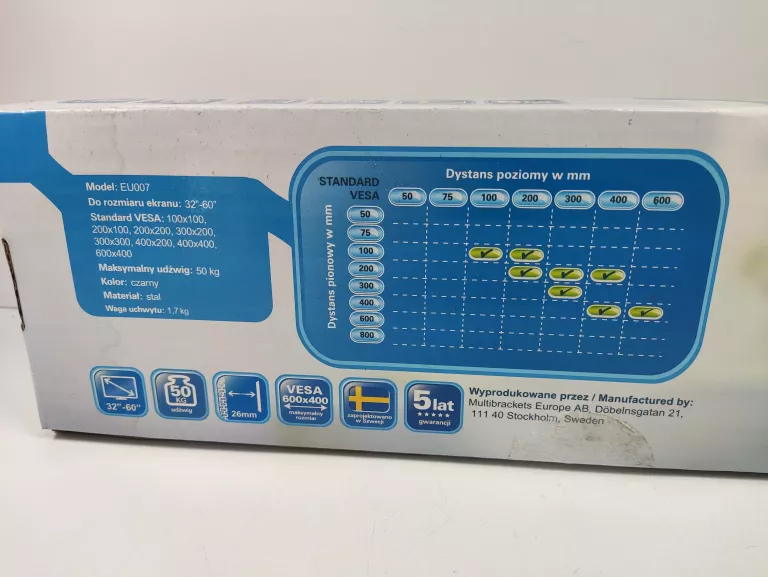 Model: EU007
Do rozmiaru ekranu: 32"-60"
Standard VESA: 100x100,
200x100, 200x200, 300x200,
300x300, 400x200, 400x400,
600x400
Maksymalny udźwig: 50 kg
Kolor: czarny
Materiał: stal
Waga uchwytu: 1,7 kg
Dystans poziomy w mm
STANDARD
VESA
50 75 100 200 300 400 600
Dystans pionowy w mm
50
75
100
200
300
400
600
800
32"-60"
50
KG
udźwig
26mm
VESA
600x400
maksymalny
rozmiar
zaprojektowano
w Szwecji
5 lat
gwarancji
Wyprodukowane przez / Manufactured by:
Multibrackets Europe AB, Döbelnsgatan 21,
111 40 Stockholm, Sweden